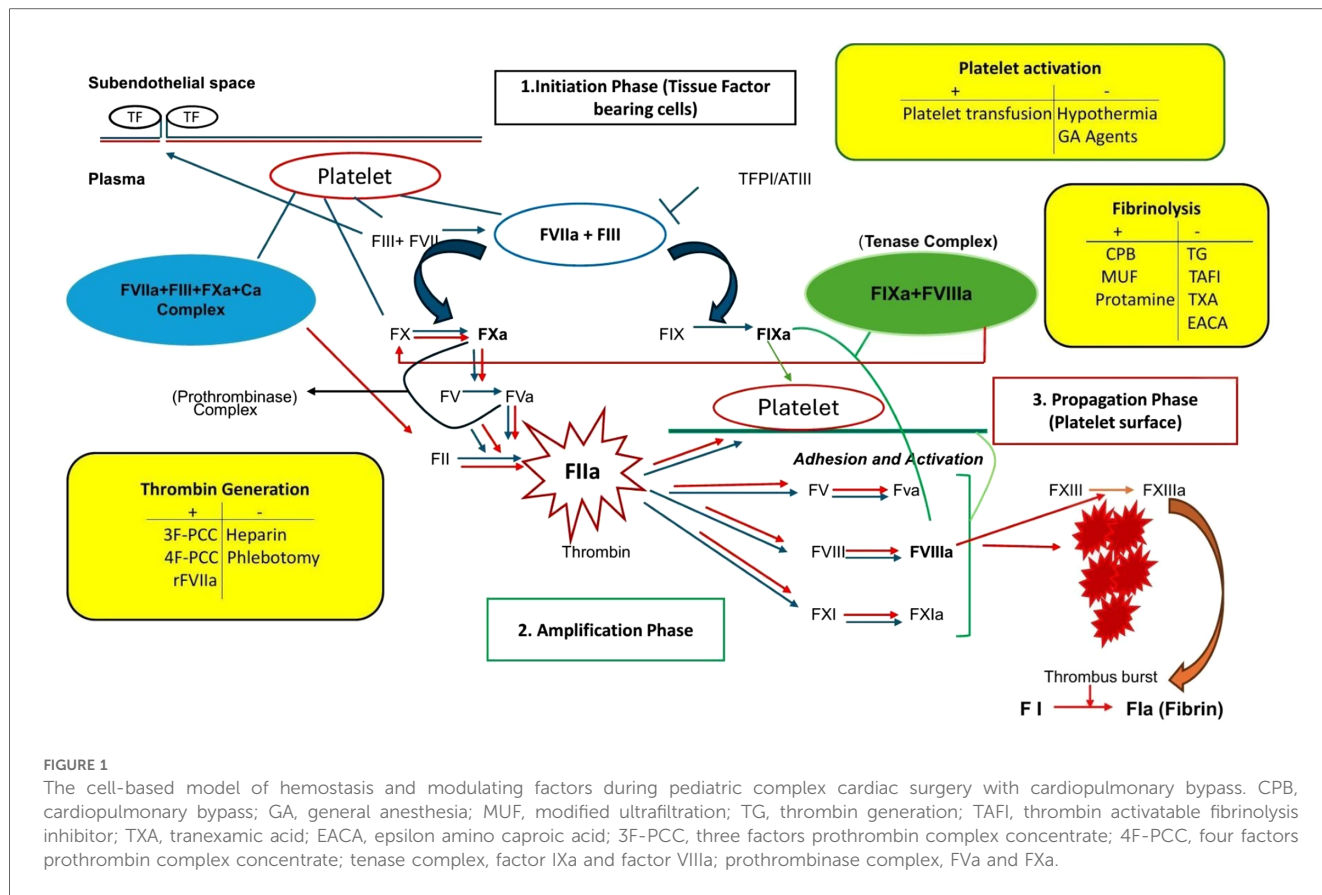 Subendothelial space
TF
TF
Plasma
1.Initiation Phase (Tissue Factor
bearing cells)
Platelet activation
+
-
Platelet transfusion
Hypothermia
GA Agents
Platelet
TFPI/ATIII
FIII+ FVII
FVIIa + FIII
(Tenase Complex)
FIXa+FVIIIa
Fibrinolysis
+
-
CPB
TG
MUF
TAFI
Protamine
TXA
EACA
FVIIa+FIII+FXa+Ca
Complex
FX
FXa
FIX
FIXa
(Prothrombinase)
Complex
FV
FVa
Platelet
3. Propagation Phase
(Platelet surface)
FII
FIIa
Thrombin
Adhesion and Activation
FV
Fva
FVIII
FVIIIa
FXI
FXIa
FXIII
FXIIIa
Thrombin Generation
+
-
3F-PCC
Heparin
4F-PCC
Phlebotomy
rFVIIa
2. Amplification Phase
Thrombus burst
F I
FIa (Fibrin)
FIGURE 1
The cell-based model of hemostasis and modulating factors during pediatric complex cardiac surgery with cardiopulmonary bypass. CPB,
cardiopulmonary bypass; GA, general anesthesia; MUF, modified ultrafiltration; TG, thrombin generation; TAFI, thrombin activatable fibrinolysis
inhibitor; TXA, tranexamic acid; EACA, epsilon amino caproic acid; 3F-PCC, three factors prothrombin complex concentrate; 4F-PCC, four factors
prothrombin complex concentrate; tenase complex, factor IXa and factor VIIIa; prothrombinase complex, FVa and FXa.